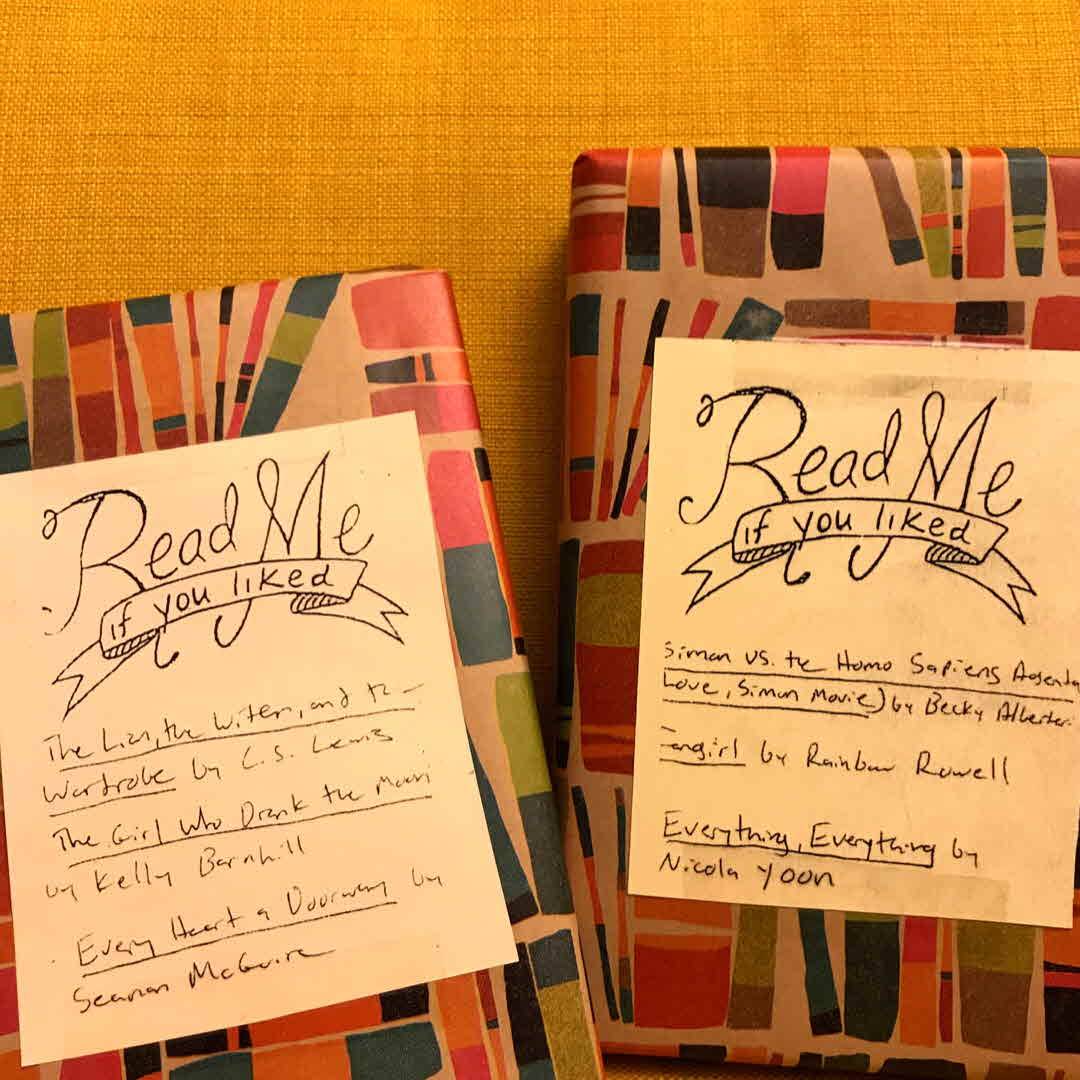 Read Me
if you liked
The Lion, the Witch, and the
Wardrobe by C.S. Lewis
The Girl Who Drank the Moon
by Kelly Barnhill
Every Heart a Doorway by
Seanan McGuire
Read Me
if you liked
Simon vs. the Homo Sapiens Agenda
Love, Simon Movie) by Becky Albertal
Fangirl by Rainbow Rowell
Everything, Everything by
Nicola Yoon